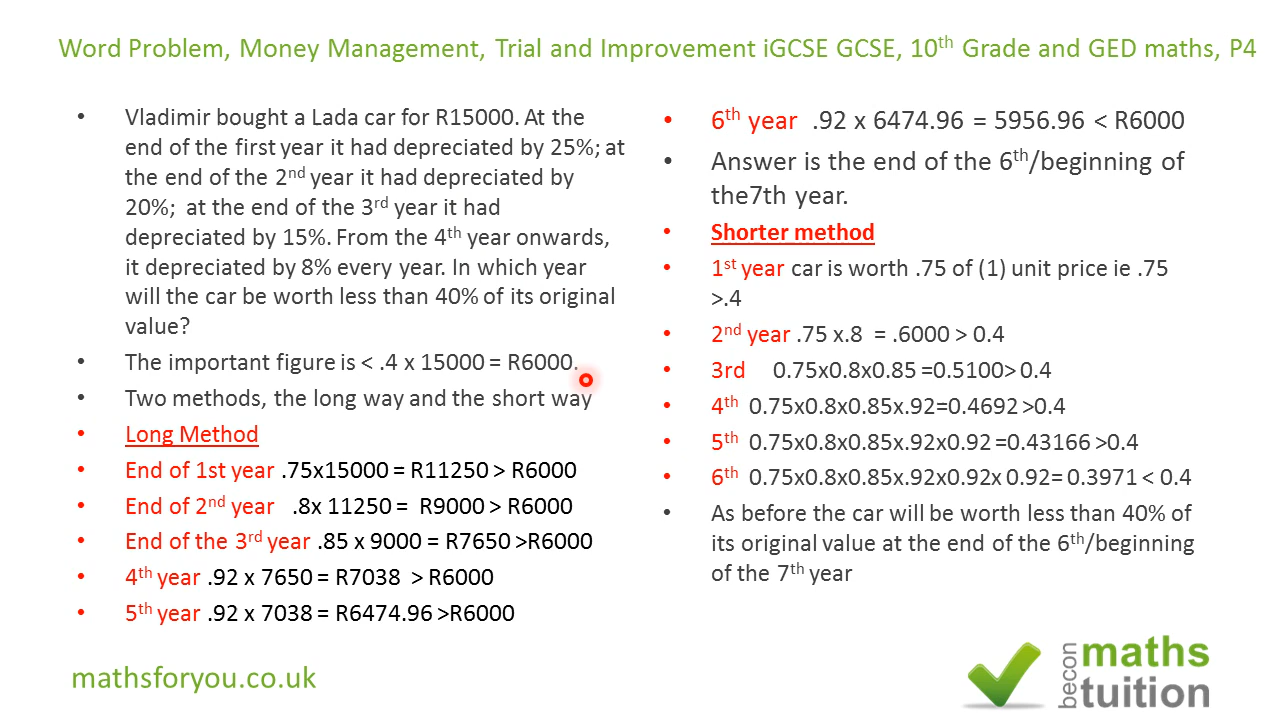 Word Problem, Money Management, Trial and Improvement iGCSE GCSE, 10th Grade and GED maths, P4
• Vladimir bought a Lada car for R15000. At the
end of the first year it had depreciated by 25%; at
the end of the 2nd year it had depreciated by
20%;  at the end of the 3rd year it had
depreciated by 15%. From the 4th year onwards,
it depreciated by 8% every year. In which year
will the car be worth less than 40% of its original
value?
• The important figure is < .4 x 15000 = R6000.
• Two methods, the long way and the short way
• Long Method
• End of 1st year .75x15000 = R11250 > R6000
• End of 2nd year   .8x 11250 =  R9000 > R6000
• End of the 3rd year .85 x 9000 = R7650 >R6000
• 4th year .92 x 7650 = R7038  > R6000
• 5th year .92 x 7038 = R6474.96 >R6000
• 6th year  .92 x 6474.96 = 5956.96 < R6000
• Answer is the end of the 6th/beginning of
the7th year.
• Shorter method
• 1st year car is worth .75 of (1) unit price ie .75
>.4
• 2nd year .75 x.8  = .6000 > 0.4
• 3rd    0.75x0.8x0.85 =0.5100> 0.4
• 4th  0.75x0.8x0.85x.92=0.4692 >0.4
• 5th  0.75x0.8x0.85x.92x0.92 =0.43166 >0.4
• 6th  0.75x0.8x0.85x.92x0.92x 0.92= 0.3971 < 0.4
• As before the car will be worth less than 40% of
its original value at the end of the 6th/beginning
of the 7th year
mathsforyou.co.uk
becon
maths
tuition